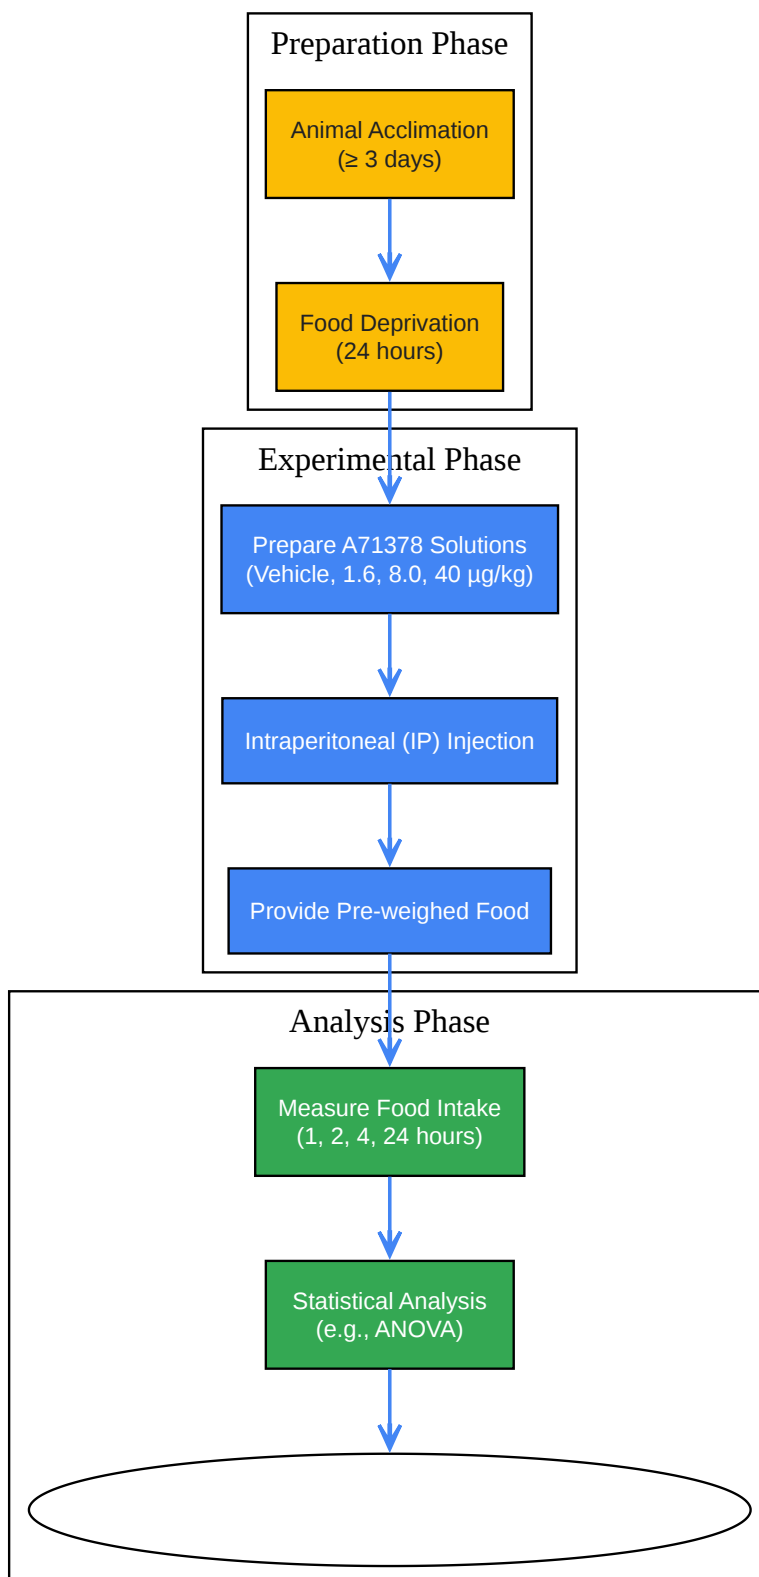 Preparation Phase
Animal Acclimation
(≥ 3 days)
Food Deprivation
(24 hours)
Experimental Phase
Prepare A71378 Solutions
(Vehicle, 1.6, 8.0, 40 µg/kg)
Intraperitoneal (IP) Injection
Provide Pre-weighed Food
Analysis Phase
Measure Food Intake
(1, 2, 4, 24 hours)
Statistical Analysis
(e.g., ANOVA)